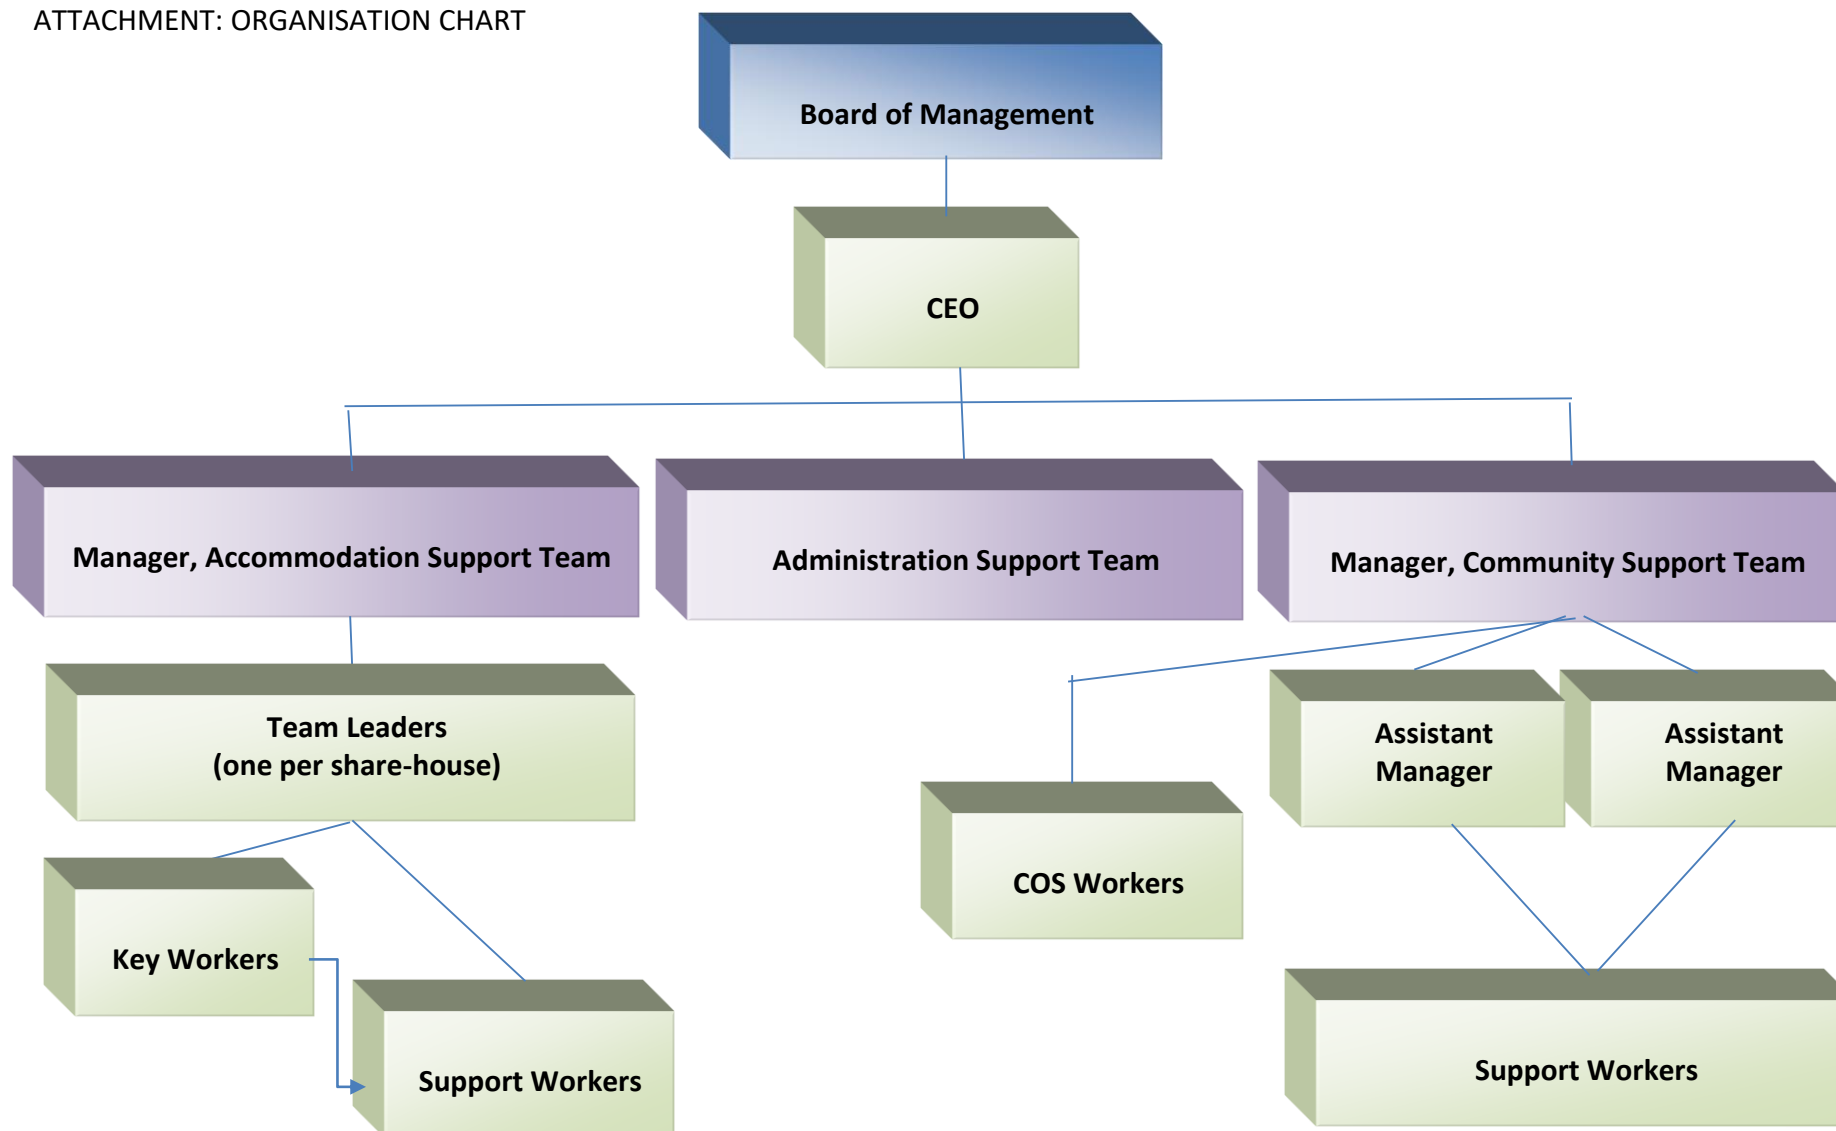 ATTACHMENT: ORGANISATION CHART
Board of Management
CEO
Manager, Accommodation Support Team
Administration Support Team
Manager, Community Support Team
Team Leaders
(one per share-house)
Assistant
Manager
Assistant
Manager
COS Workers
Key Workers
Support Workers
Support Workers